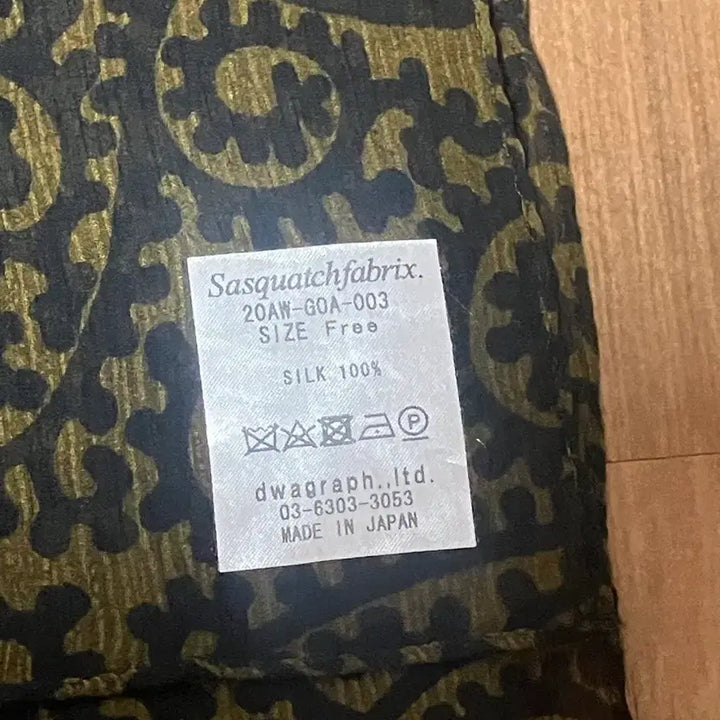 Sasquatchfabrix.
20AW-GOA-003
SIZE Free
SILK 100%
P
dwagraph.,ltd.
03-6303-3053
MADE IN JAPAN